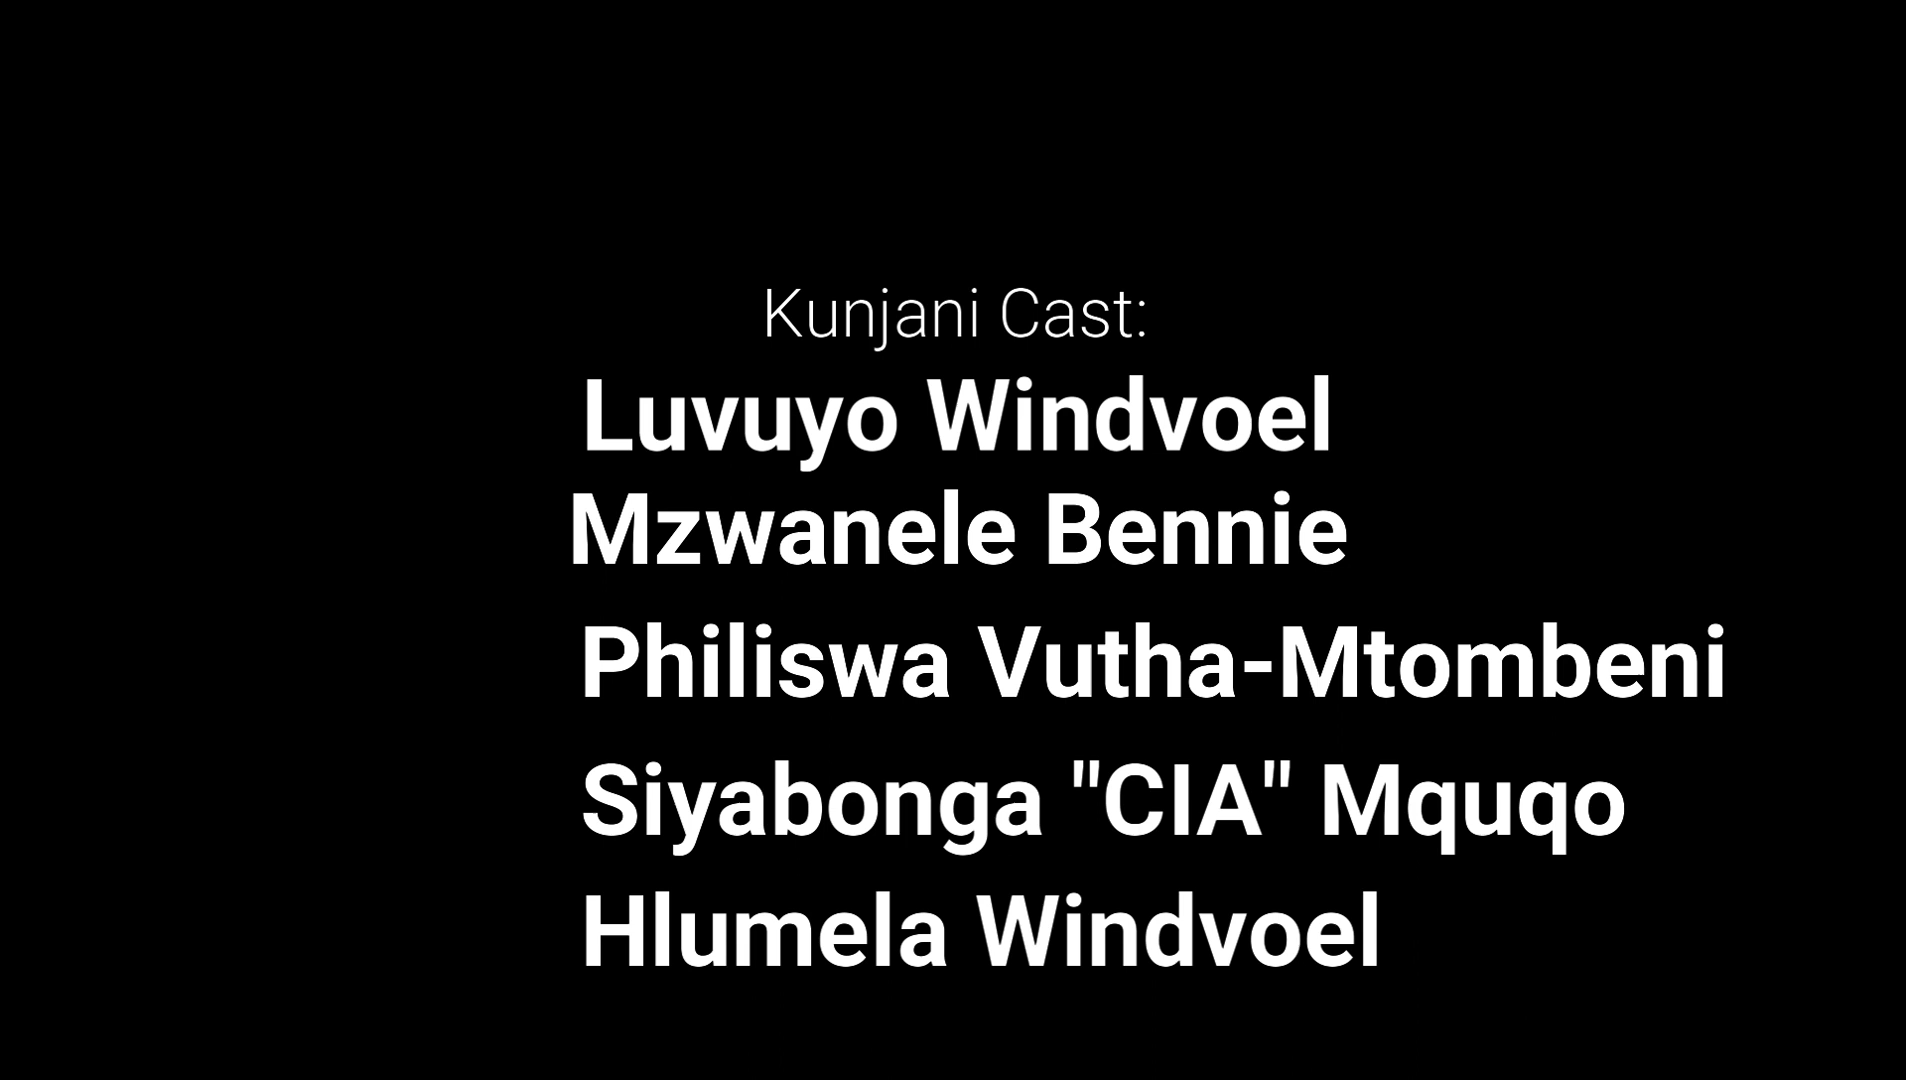 Kunjani Cast:
Luvuyo Windvoel
Mzwanele Bennie
Philiswa Vutha-Mtombeni
Siyabonga "CIA" Mquqo
Hlumela Windvoel